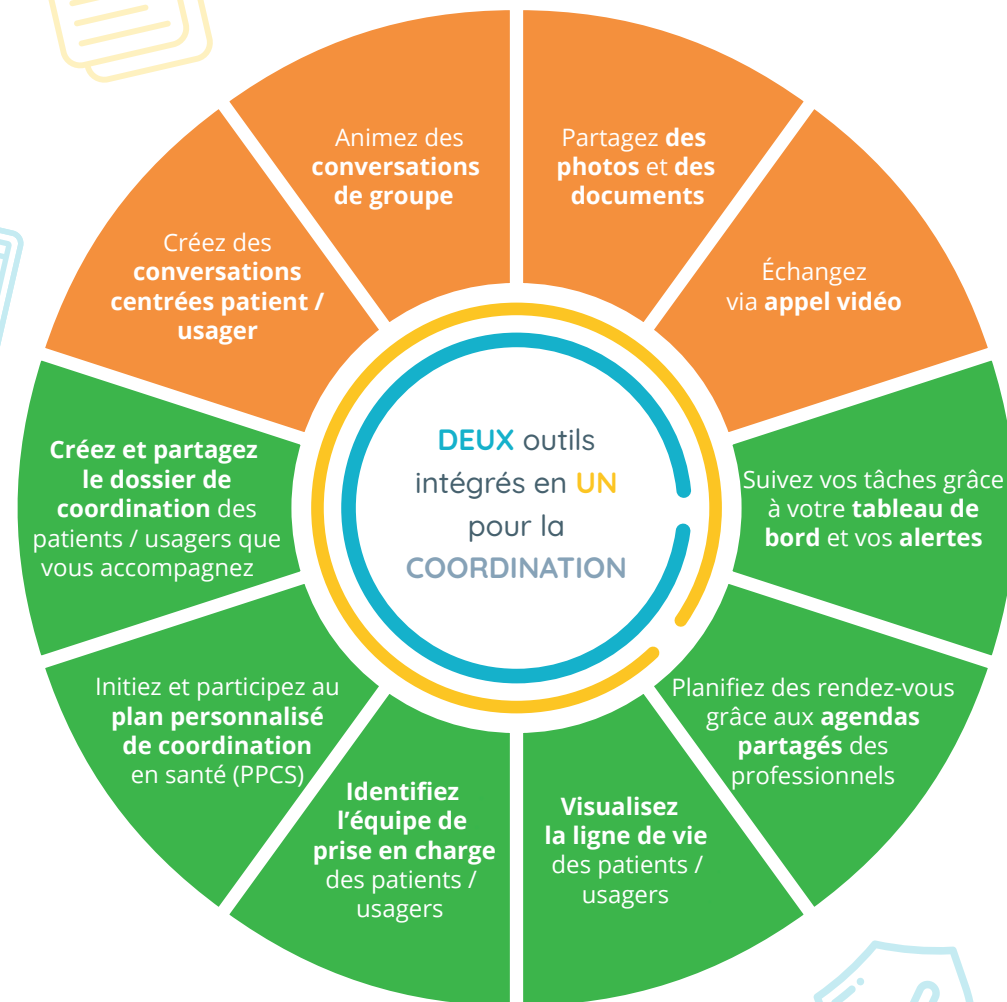 Animez des
conversations
de groupe
Partagez des
photos et des
documents
Créez des
conversations
centrées patient /
usager
Échangez
via appel vidéo
DEUX outils
intégrés en UN
pour la
COORDINATION
Créez et partagez
le dossier de
coordination des
patients / usagers que
vous accompagnez
Suivez vos tâches grâce
à votre tableau de
bord et vos alertes
Initiez et participez au
plan personnalisé
de coordination
en santé (PPCS)
Planifiez des rendez-vous
grâce aux agendas
partagés des
professionnels
Identifiez
l’équipe de
prise en charge
des patients /
usagers
Visualisez
la ligne de vie
des patients /
usagers